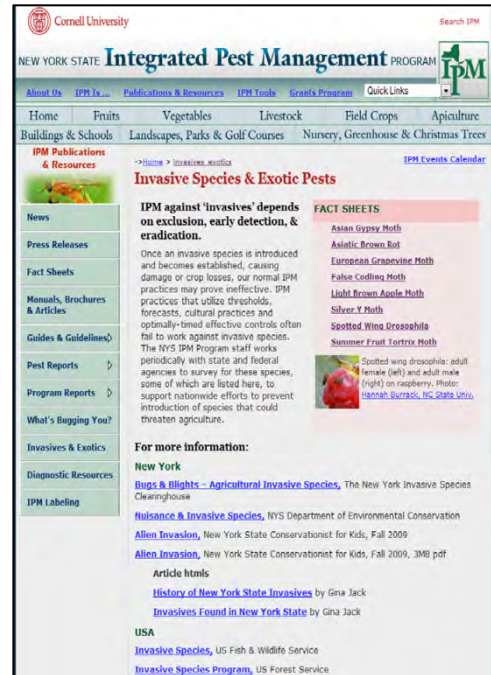 Cornell University
Search IPM
NEW YORK STATE Integrated Pest Management PROGRAM
IPM
About Us IPM Is ... Publications & Resources IPM Tools Grants Program Quick Links
Home Fruits Vegetables Livestock Field Crops Apiculture
Buildings & Schools Landscapes, Parks & Golf Courses Nursery, Greenhouse & Christmas Trees
IPM Publications
& Resources
News
Press Releases
Fact Sheets
Manuals, Brochures
& Articles
Guides & Guidelines
Pest Reports
Program Reports
What's Bugging You?
Invasives & Exotics
Diagnostic Resources
IPM Labeling
->Home > invasives_exotics
IPM Events Calendar
Invasive Species & Exotic Pests
IPM against 'invasives' depends
on exclusion, early detection, &
eradication.
Once an invasive species is introduced
and becomes established, causing
damage or crop losses, our normal IPM
practices may prove ineffective. IPM
practices that utilize thresholds,
forecasts, cultural practices and
optimally-timed effective controls often
fail to work against invasive species.
The NYS IPM Program staff works
periodically with state and federal
agencies to survey for these species,
some of which are listed here, to
support nationwide efforts to prevent
introduction of species that could
threaten agriculture.
FACT SHEETS
Asian Gypsy Moth
Asiatic Brown Rot
European Grapevine Moth
False Codling Moth
Light Brown Apple Moth
Silver Y Moth
Spotted Wing Drosophila
Summer Fruit Tortrix Moth
Spotted wing drosophila: adult
female (left) and adult male
(right) on raspberry. Photo:
Hannah Burrack, NC State Univ.
For more information:
New York
Bugs & Blights – Agricultural Invasive Species, The New York Invasive Species
Clearinghouse
Nuisance & Invasive Species, NYS Department of Environmental Conservation
Alien Invasion, New York State Conservationist for Kids, Fall 2009
Alien Invasion, New York State Conservationist for Kids, Fall 2009, 3MB pdf
Article htmls
History of New York State Invasives by Gina Jack
Invasives Found in New York State by Gina Jack
USA
Invasive Species, US Fish & Wildlife Service
Invasive Species Program, US Forest Service